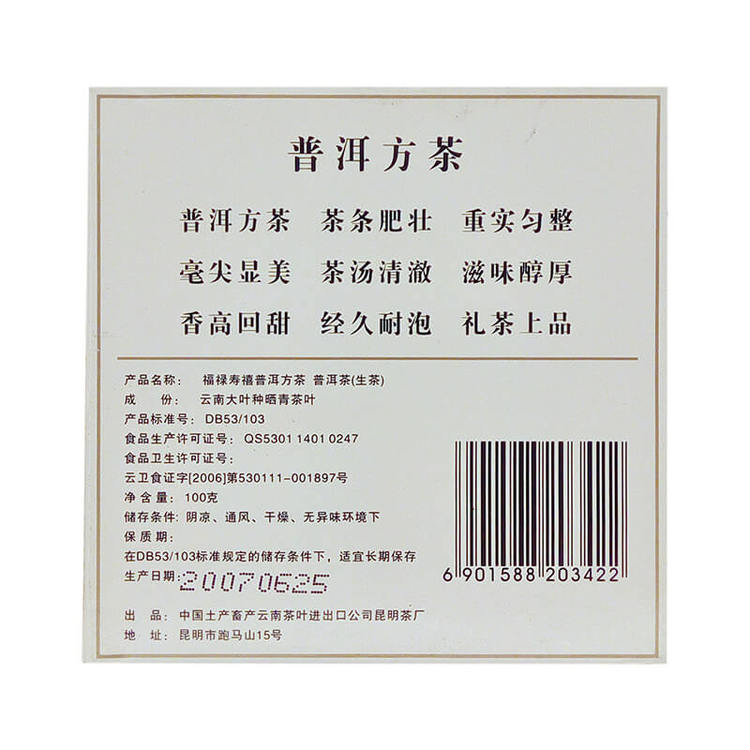 普洱方茶
普洱方茶 茶条肥壮 重实匀整
毫尖显美 茶汤清澈 滋味醇厚
香高回甜 经久耐泡 礼茶上品
产品名称: 福禄寿禧普洱方茶 普洱茶(生茶)
成 份: 云南大叶种晒青茶叶
产品标准号: DB53/103
食品生产许可证号: QS5301 1401 0247
食品卫生许可证号:
云卫食证字[2006]第530111-001897号
净含量: 100克
储存条件: 阴凉、通风、干燥、无异味环境下
保质期:
在DB53/103标准规定的储存条件下，适宜长期保存
生产日期: 20070625
6 901588 203422
出 品: 中国土产畜产云南茶叶进出口公司昆明茶厂
地 址: 昆明市跑马山15号